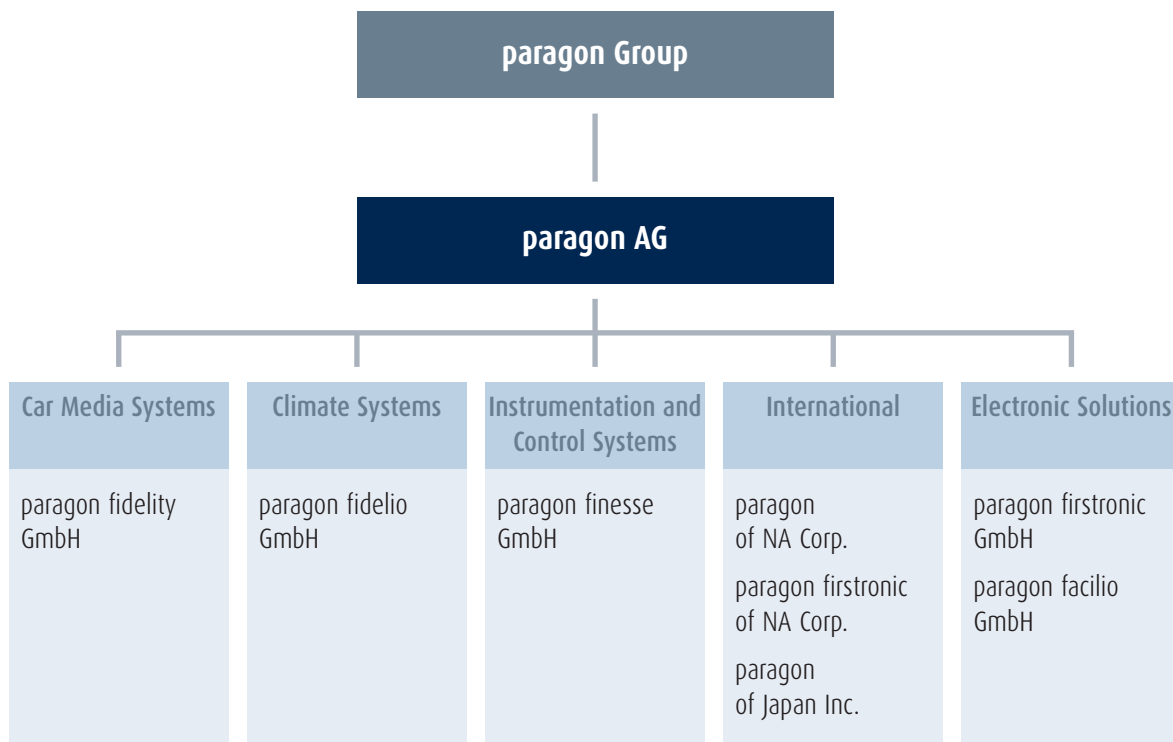 paragon Group
paragon AG
Car Media Systems
paragon fidelity
GmbH
Climate Systems
paragon fidelio
GmbH
Instrumentation and
Control Systems
paragon finesse
GmbH
International
paragon
of NA Corp.
paragon firstronic
of NA Corp.
paragon
of Japan Inc.
Electronic Solutions
paragon firstronic
GmbH
paragon facilio
GmbH